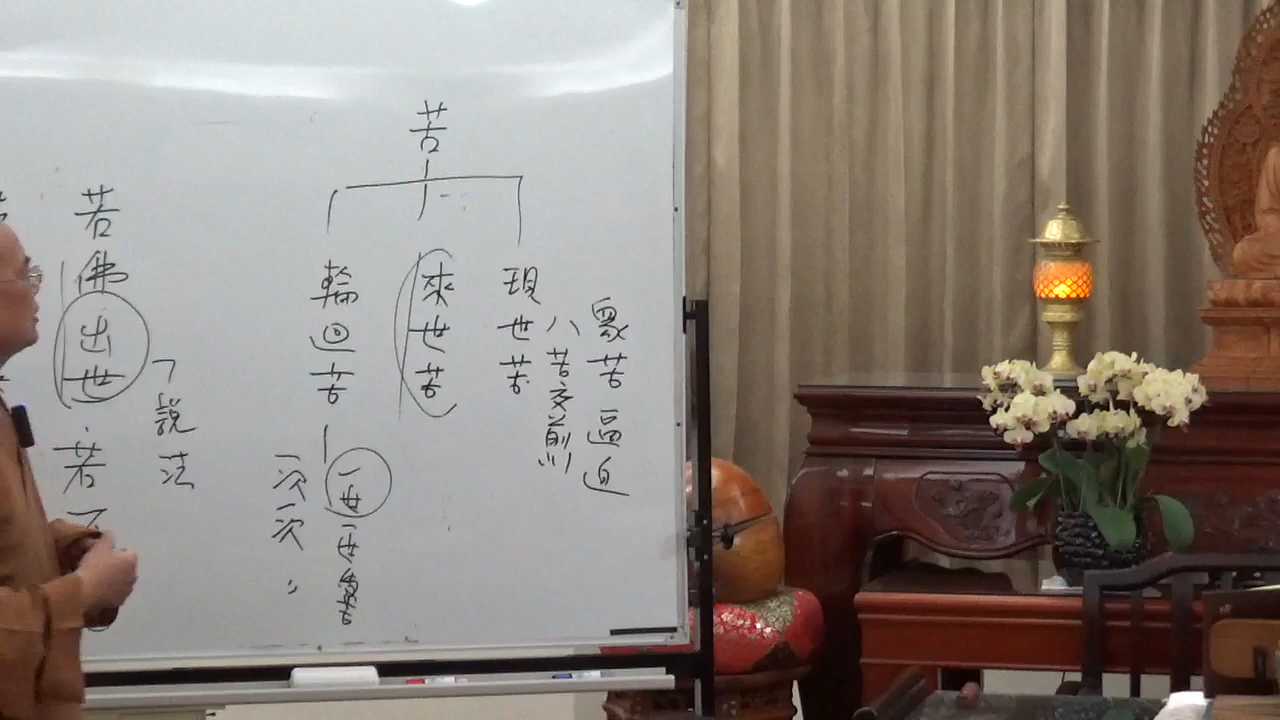 苦
眾苦逼迫
八苦交煎
現世苦
來世苦
輪迴苦
一世一世
一次一次
說法
若佛出世
若不